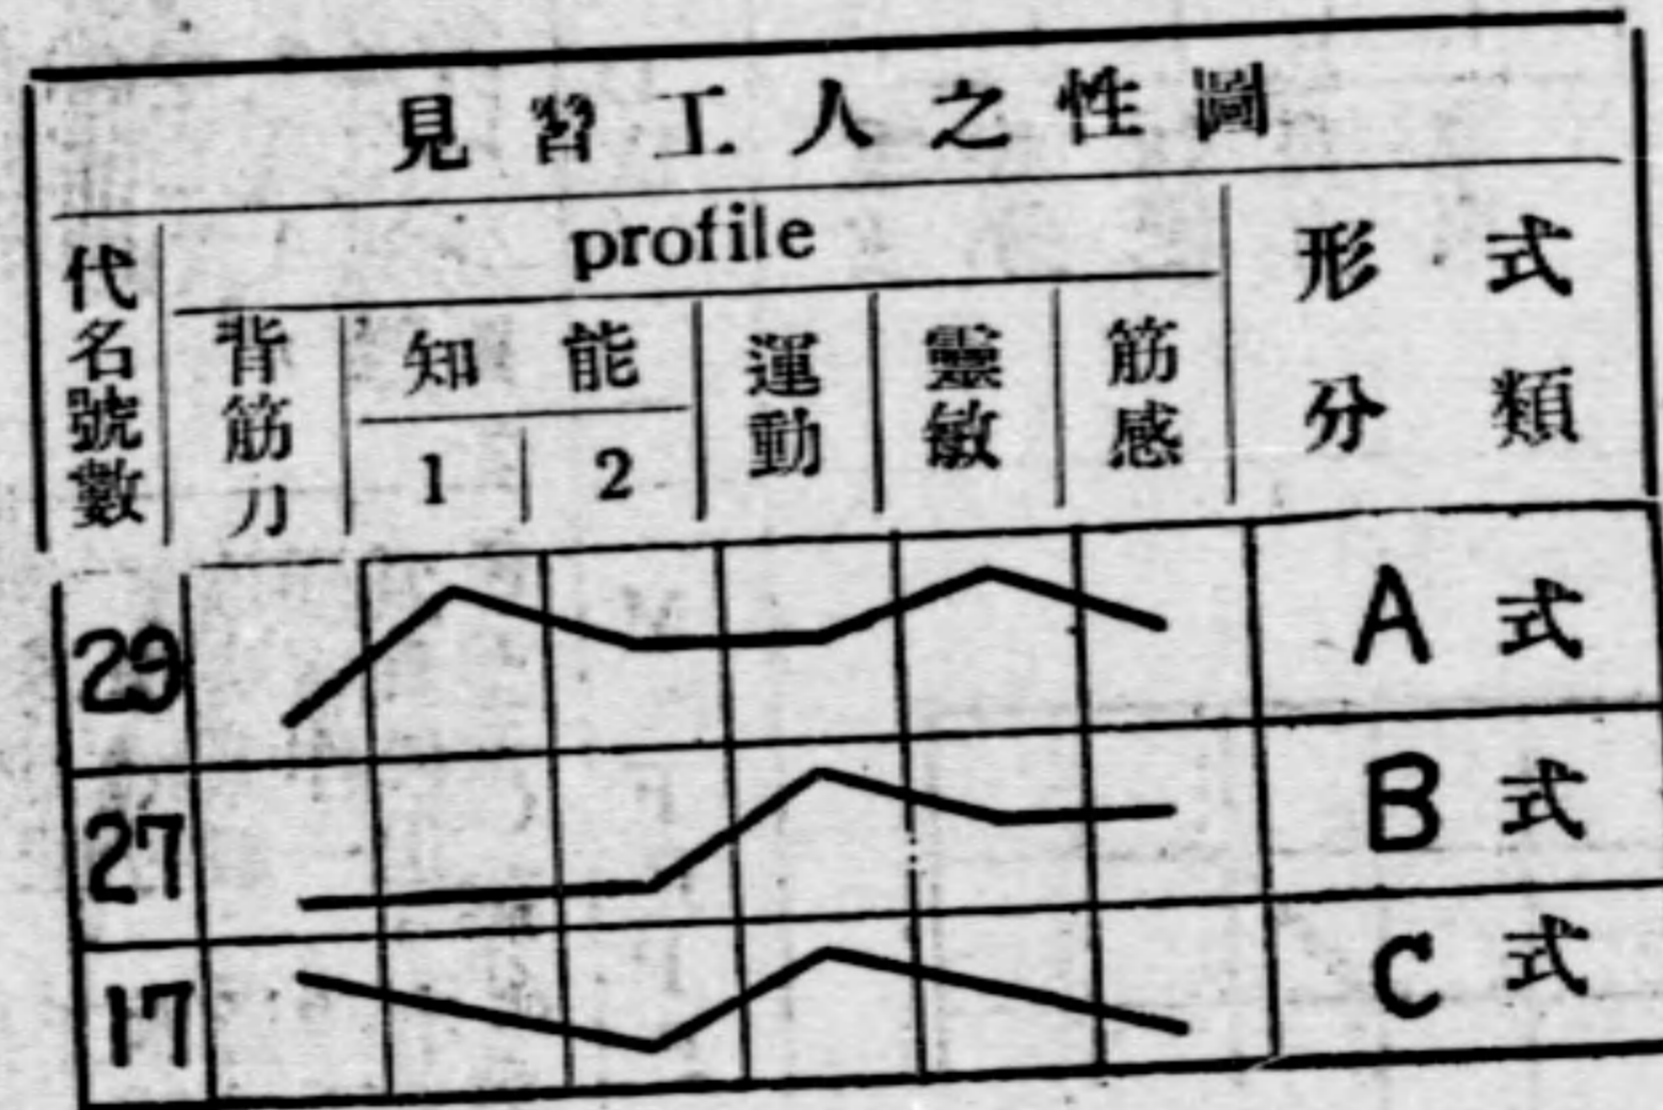 見習工人之性圖
代名號數
profile
形式分類
背筋力
知能
1 2
運動
靈敏
筋感
29 A式
27 B式
17 C式